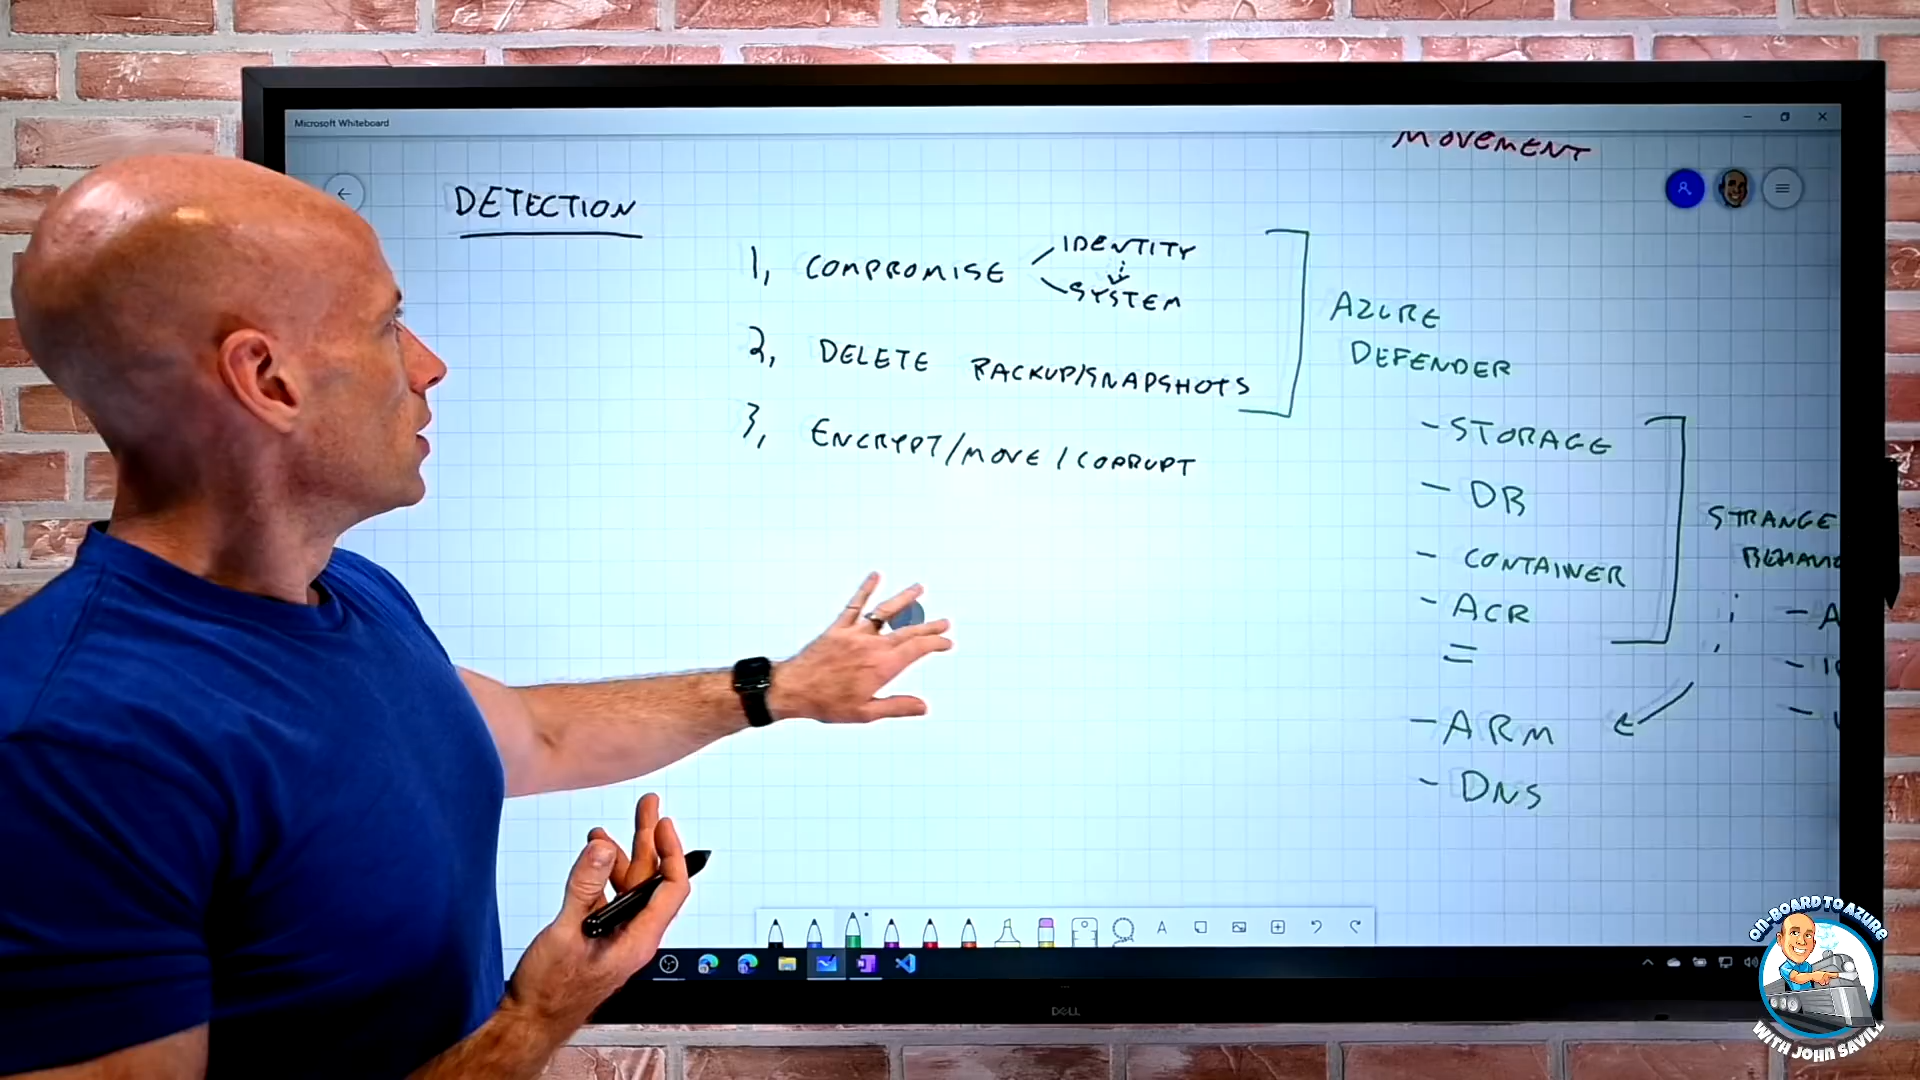 Microsoft Whiteboard
MOVEMENT
DETECTION
1, COMPROMISE
IDENTITY
SYSTEM
2, DELETE BACKUP/SNAPSHOTS
3, ENCRYPT/MOVE/CORRUPT
AZURE
DEFENDER
- STORAGE
- DB
- CONTAINER
- ACR
- ARM
- DNS
STRANGE
BEHAVIO
- A
A
DELL
ON-BOARD TO AZURE
WITH JOHN SAVILL